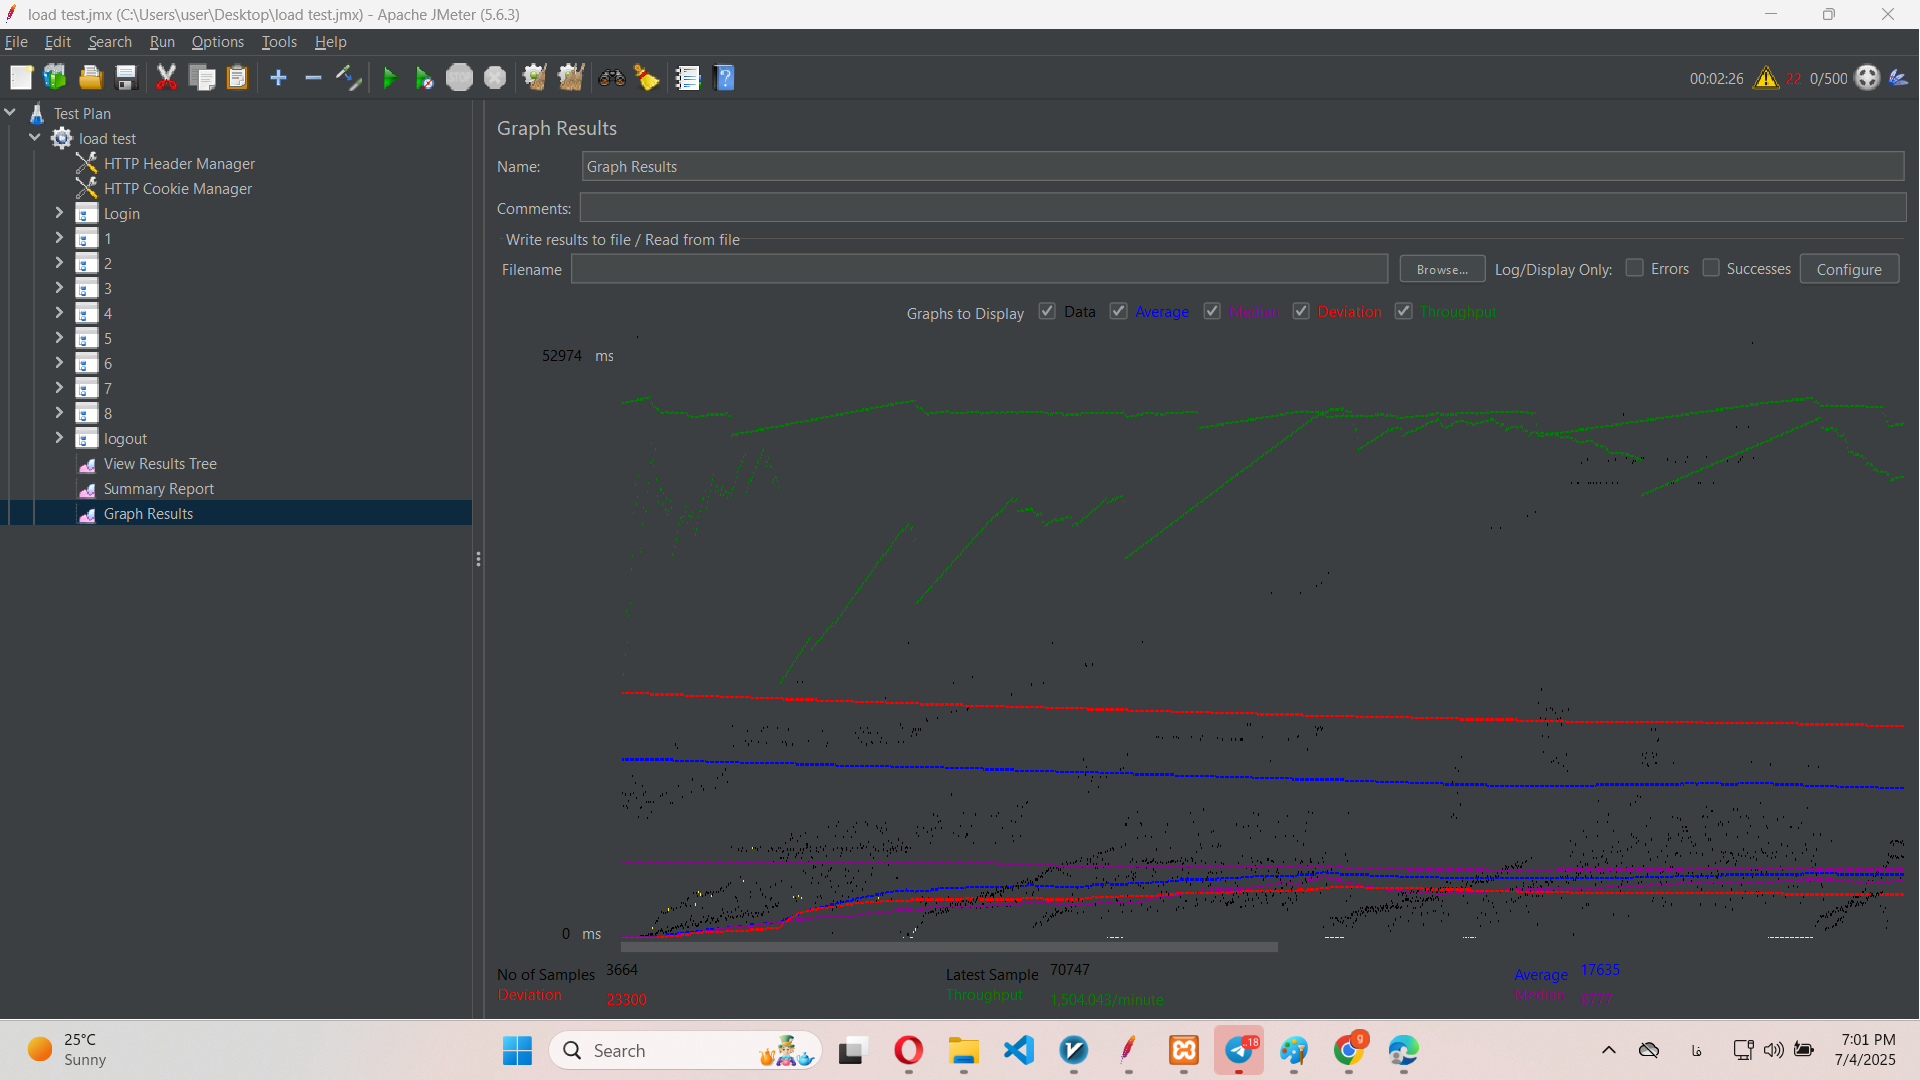 load test.jmx (C:\Users\user\Desktop\load test.jmx) - Apache JMeter (5.6.3)
File Edit Search Run Options Tools Help
00:02:26 22 0/500
Test Plan
load test
HTTP Header Manager
HTTP Cookie Manager
Login
1
2
3
4
5
6
7
8
logout
View Results Tree
Summary Report
Graph Results
Graph Results
Name: Graph Results
Comments:
Write results to file / Read from file
Filename Browse... Log/Display Only: Errors Successes Configure
Graphs to Display Data Average Median Deviation Throughput
52974 ms
0 ms
No of Samples 3664 Latest Sample 70747 Average 17635
Deviation 23300 Throughput 1,504.043/minute Median 6777
25°C
Sunny
Search
7:01 PM
7/4/2025
فا